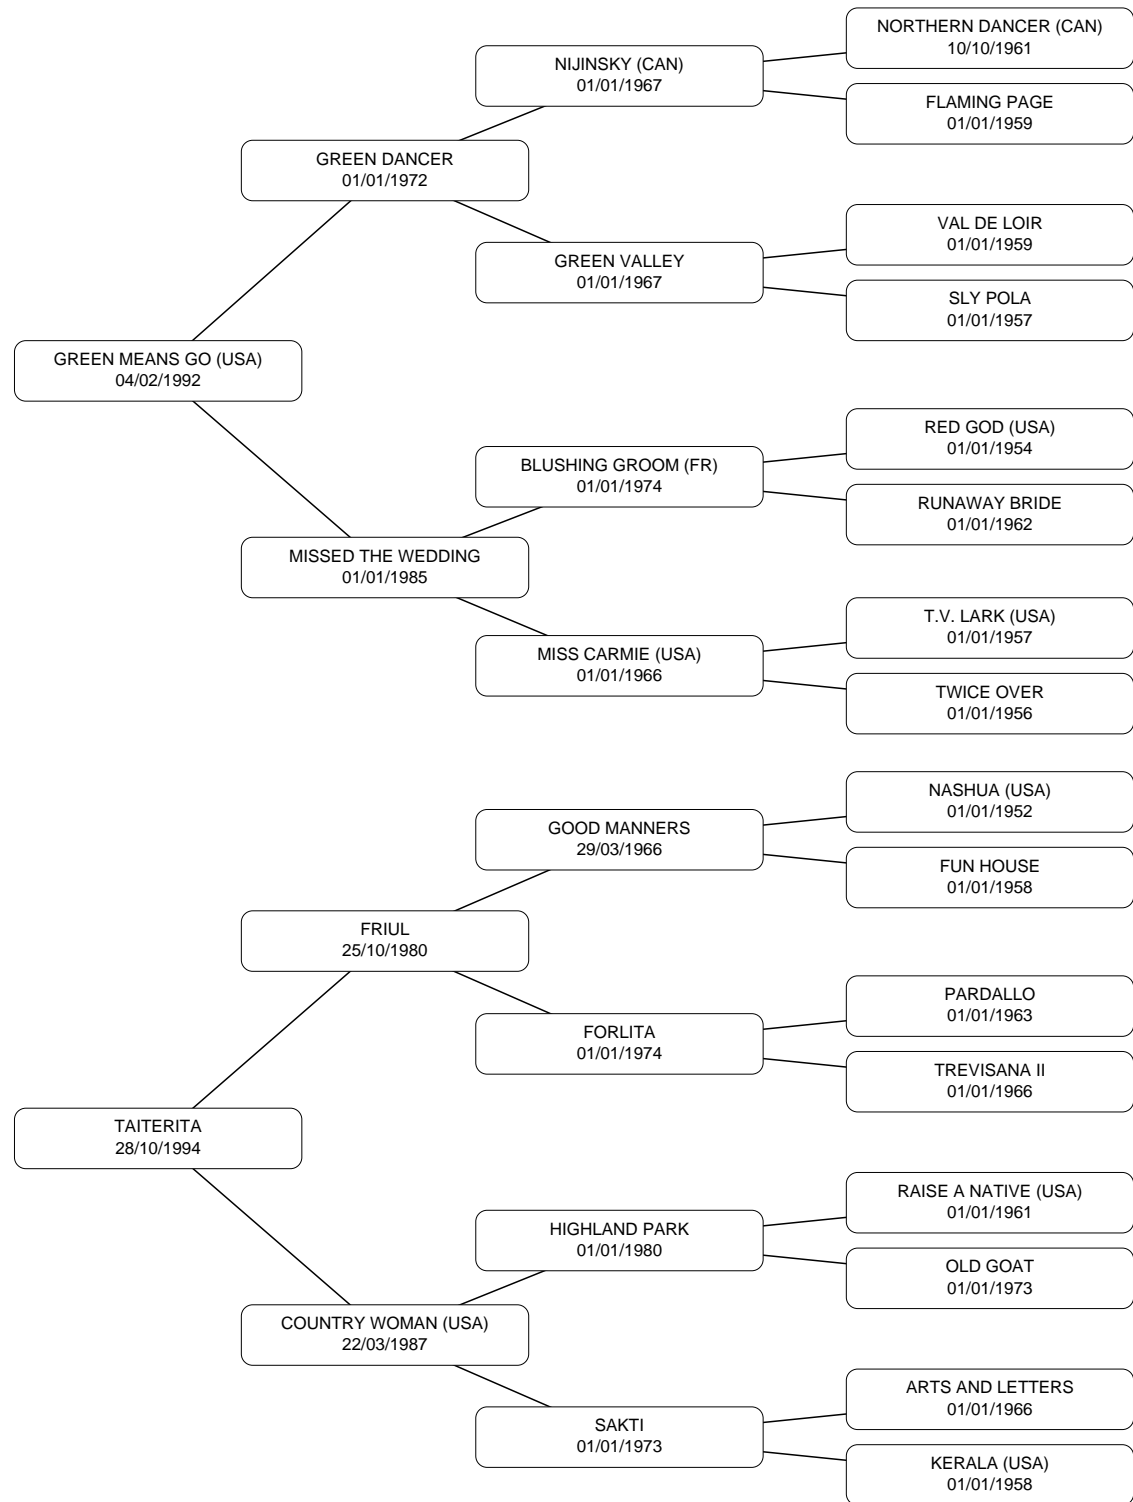 NORTHERN DANCER (CAN)
10/10/1961
NIJINSKY (CAN)
01/01/1967
FLAMING PAGE
01/01/1959
GREEN DANCER
01/01/1972
VAL DE LOIR
01/01/1959
GREEN VALLEY
01/01/1967
SLY POLA
01/01/1957
GREEN MEANS GO (USA)
04/02/1992
RED GOD (USA)
01/01/1954
BLUSHING GROOM (FR)
01/01/1974
RUNAWAY BRIDE
01/01/1962
MISSED THE WEDDING
01/01/1985
T.V. LARK (USA)
01/01/1957
MISS CARMIE (USA)
01/01/1966
TWICE OVER
01/01/1956
NASHUA (USA)
01/01/1952
GOOD MANNERS
29/03/1966
FUN HOUSE
01/01/1958
FRIUL
25/10/1980
PARDALLO
01/01/1963
FORLITA
01/01/1974
TREVISANA II
01/01/1966
TAITERITA
28/10/1994
RAISE A NATIVE (USA)
01/01/1961
HIGHLAND PARK
01/01/1980
OLD GOAT
01/01/1973
COUNTRY WOMAN (USA)
22/03/1987
ARTS AND LETTERS
01/01/1966
SAKTI
01/01/1973
KERALA (USA)
01/01/1958